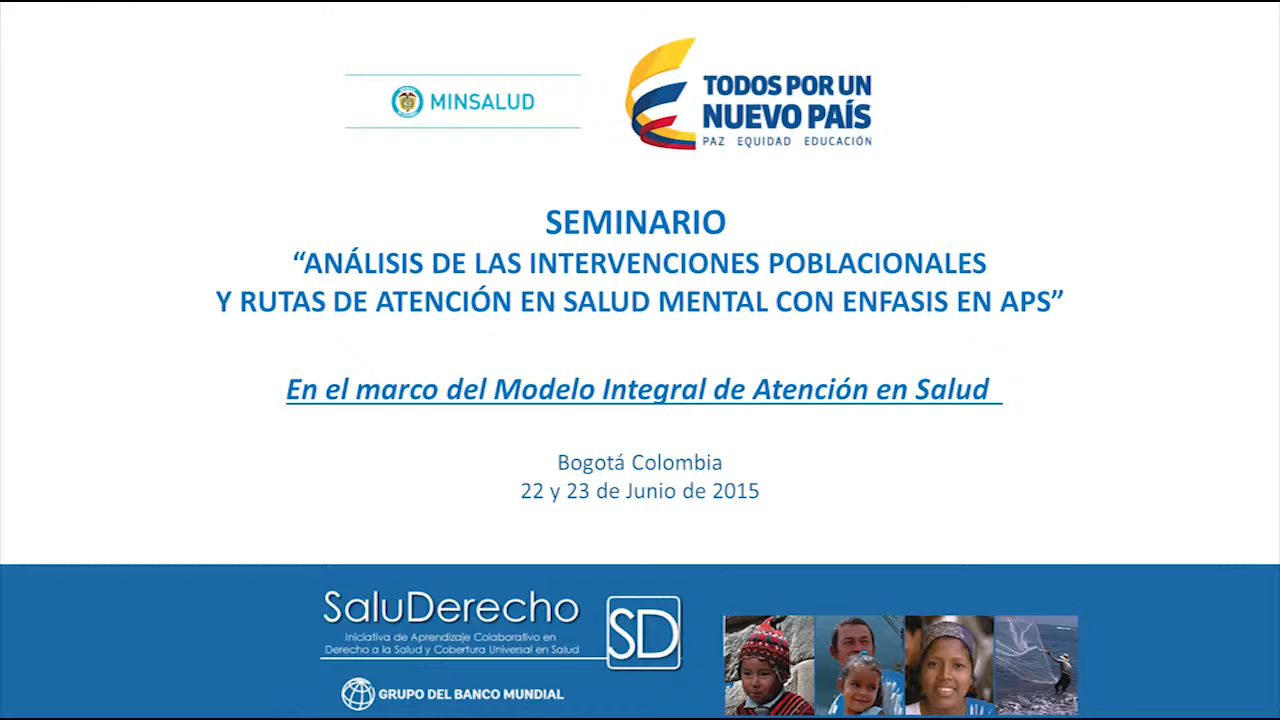 MINSALUD
TODOS POR UN
NUEVO PAÍS
PAZ EQUIDAD EDUCACIÓN
SEMINARIO
“ANÁLISIS DE LAS INTERVENCIONES POBLACIONALES
Y RUTAS DE ATENCIÓN EN SALUD MENTAL CON ENFASIS EN APS”
En el marco del Modelo Integral de Atención en Salud
Bogotá Colombia
22 y 23 de Junio de 2015
SaluDerecho
Iniciativa de Aprendizaje Colaborativo en
Derecho a la Salud y Cobertura Universal en Salud
SD
GRUPO DEL BANCO MUNDIAL